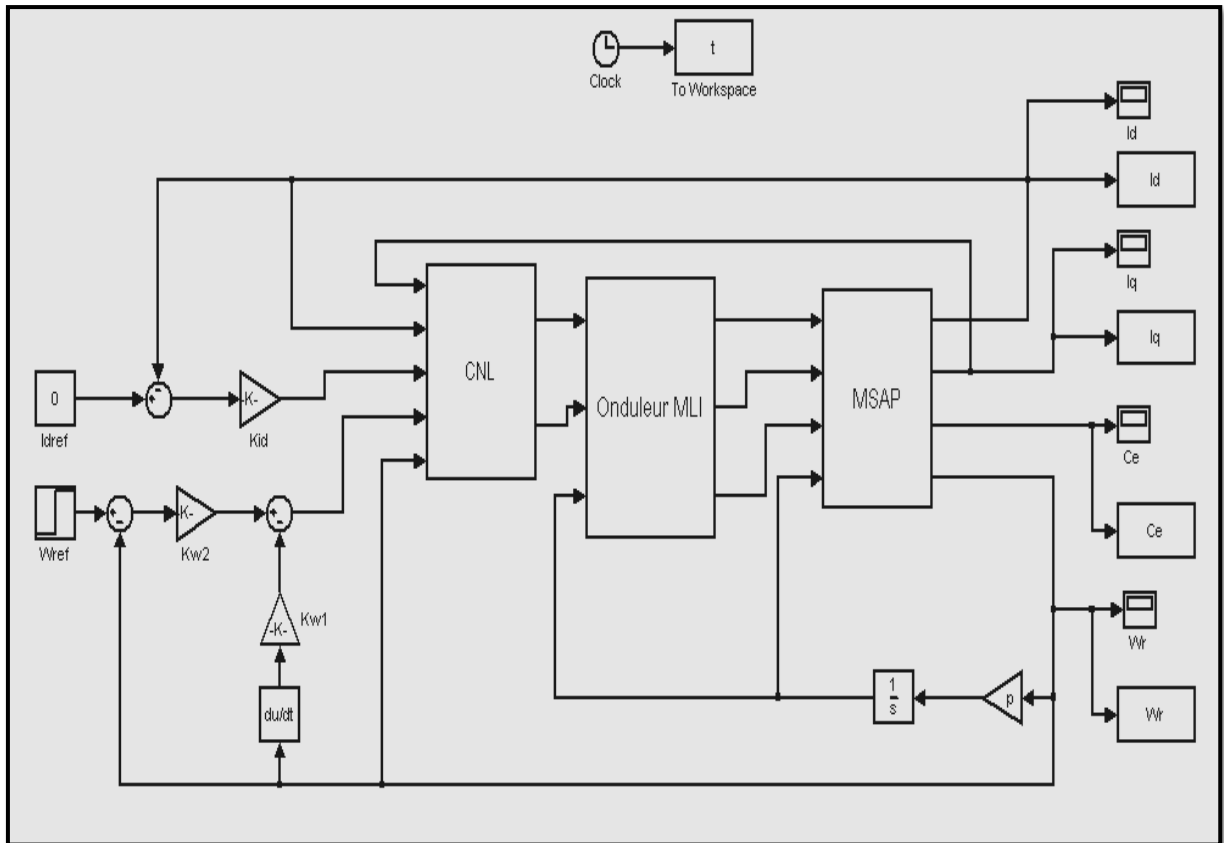 t
Clock
To Workspace
Id
Id
Iq
Iq
CNL
Onduleur MLI
MSAP
0
Idref
-K-
Kid
Ce
Ce
Wref
-K-
Kw2
-K-
Kw1
du/dt
1
s
p
Wr
Wr